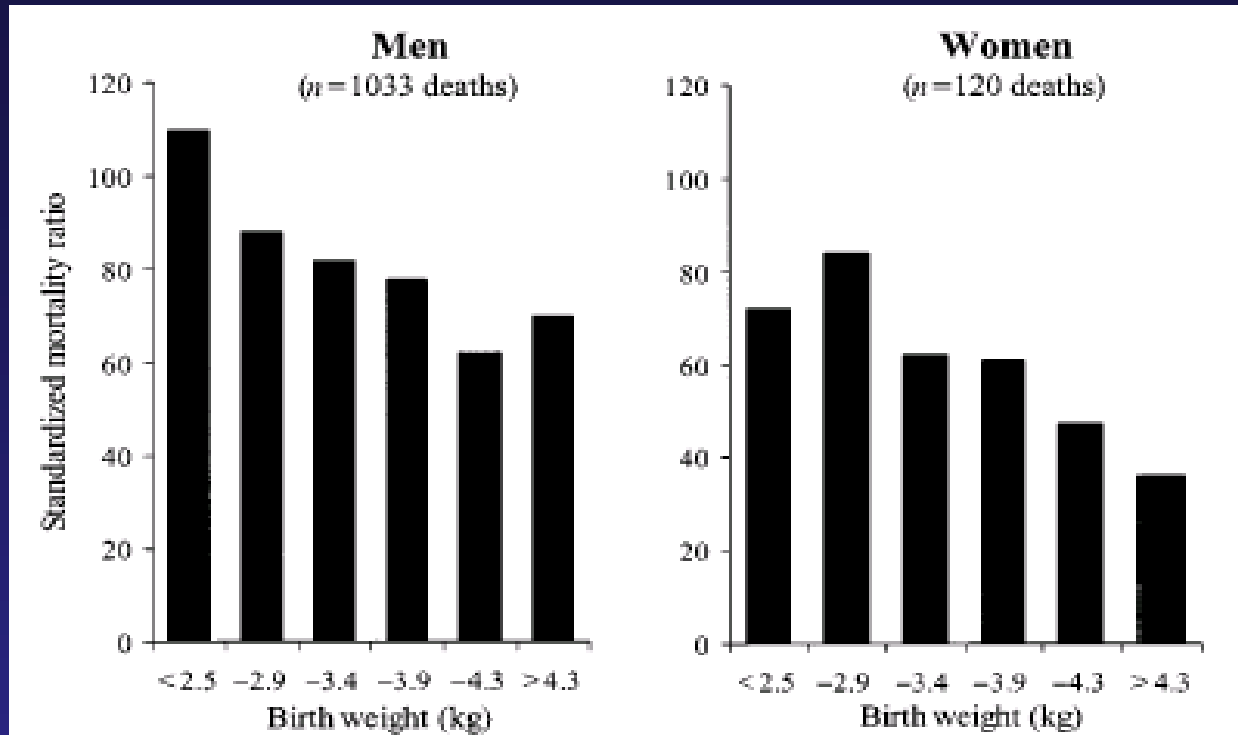 Men
(n=1033 deaths)
120
100
80
60
40
20
0
Standardized mortality ratio
<2.5 –2.9 –3.4 –3.9 –4.3 >4.3
Birth weight (kg)
Women
(n=120 deaths)
120
100
80
60
40
20
0
<2.5 –2.9 –3.4 –3.9 –4.3 >4.3
Birth weight (kg)